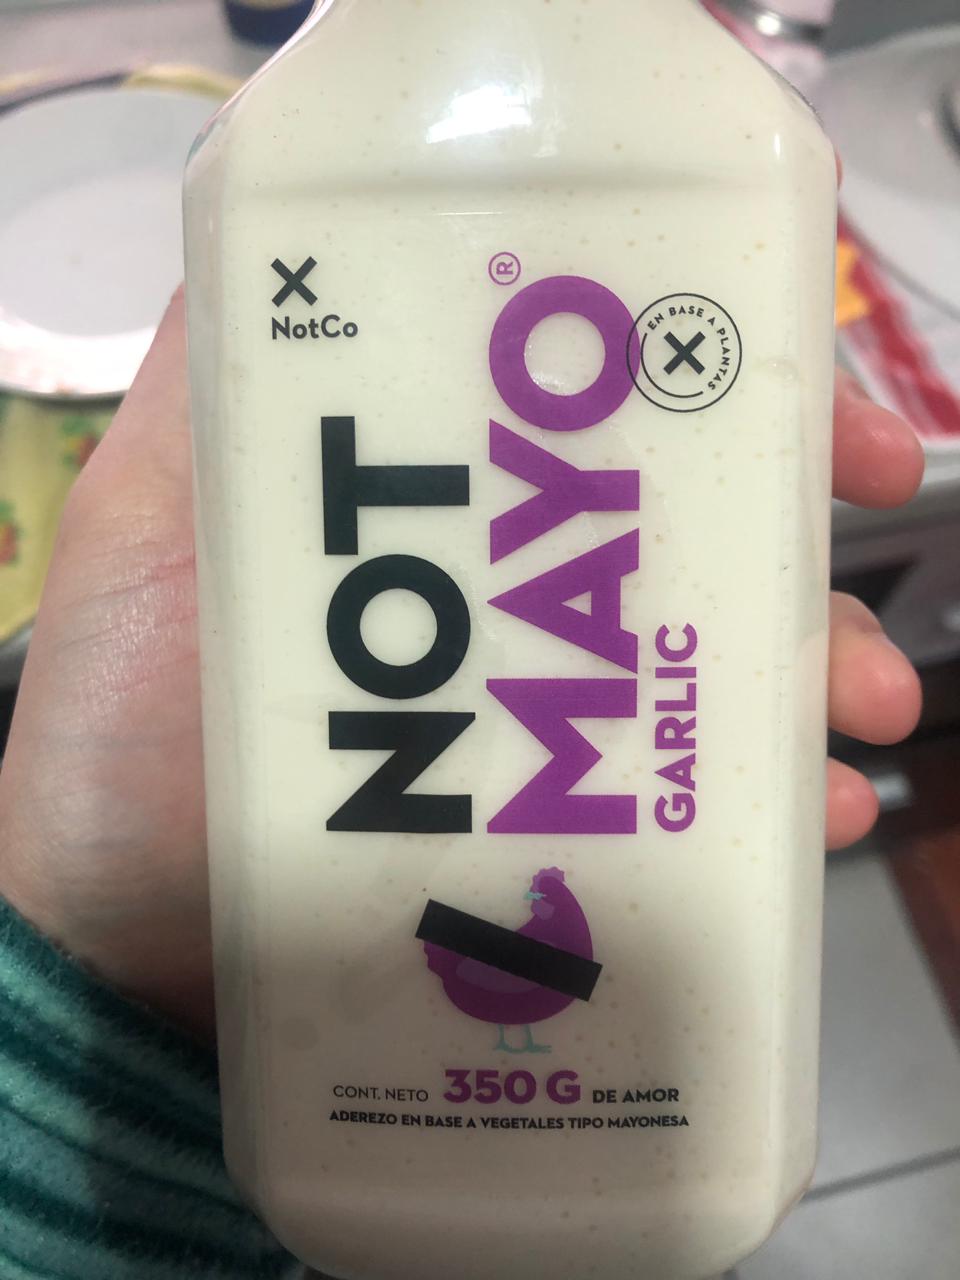 NotCo
NOT
MAYO®
GARLIC
EN BASE A PLANTAS
CONT. NETO 350 G DE AMOR
ADEREZO EN BASE A VEGETALES TIPO MAYONESA